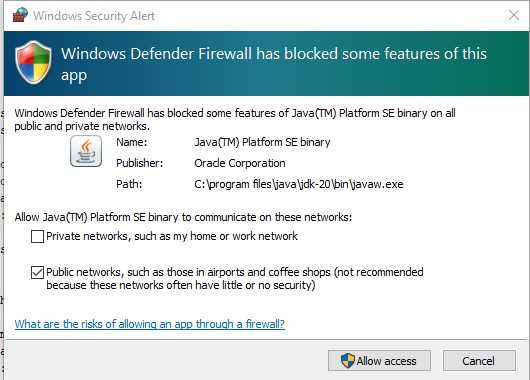 Windows Security Alert
Windows Defender Firewall has blocked some features of this
app
Windows Defender Firewall has blocked some features of Java(TM) Platform SE binary on all
public and private networks.
Name: Java(TM) Platform SE binary
Publisher: Oracle Corporation
Path: C:\program files\java\jdk-20\bin\javaw.exe
Allow Java(TM) Platform SE binary to communicate on these networks:
Private networks, such as my home or work network
Public networks, such as those in airports and coffee shops (not recommended
because these networks often have little or no security)
What are the risks of allowing an app through a firewall?
Allow access Cancel